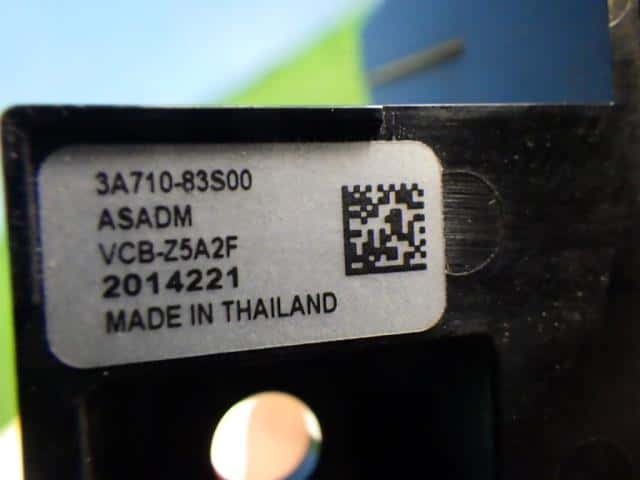 3A710-83S00
ASADM
VCB-Z5A2F
2014221
MADE IN THAILAND